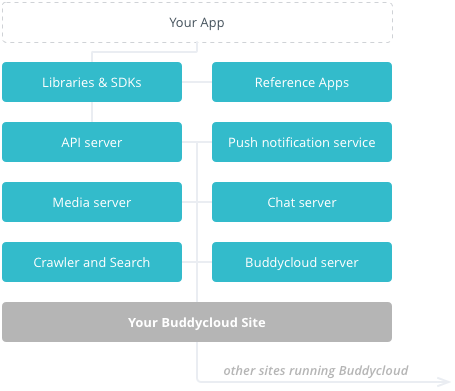 Your App
Libraries & SDKs
Reference Apps
API server
Push notification service
Media server
Chat server
Crawler and Search
Buddycloud server
Your Buddycloud Site
other sites running Buddycloud